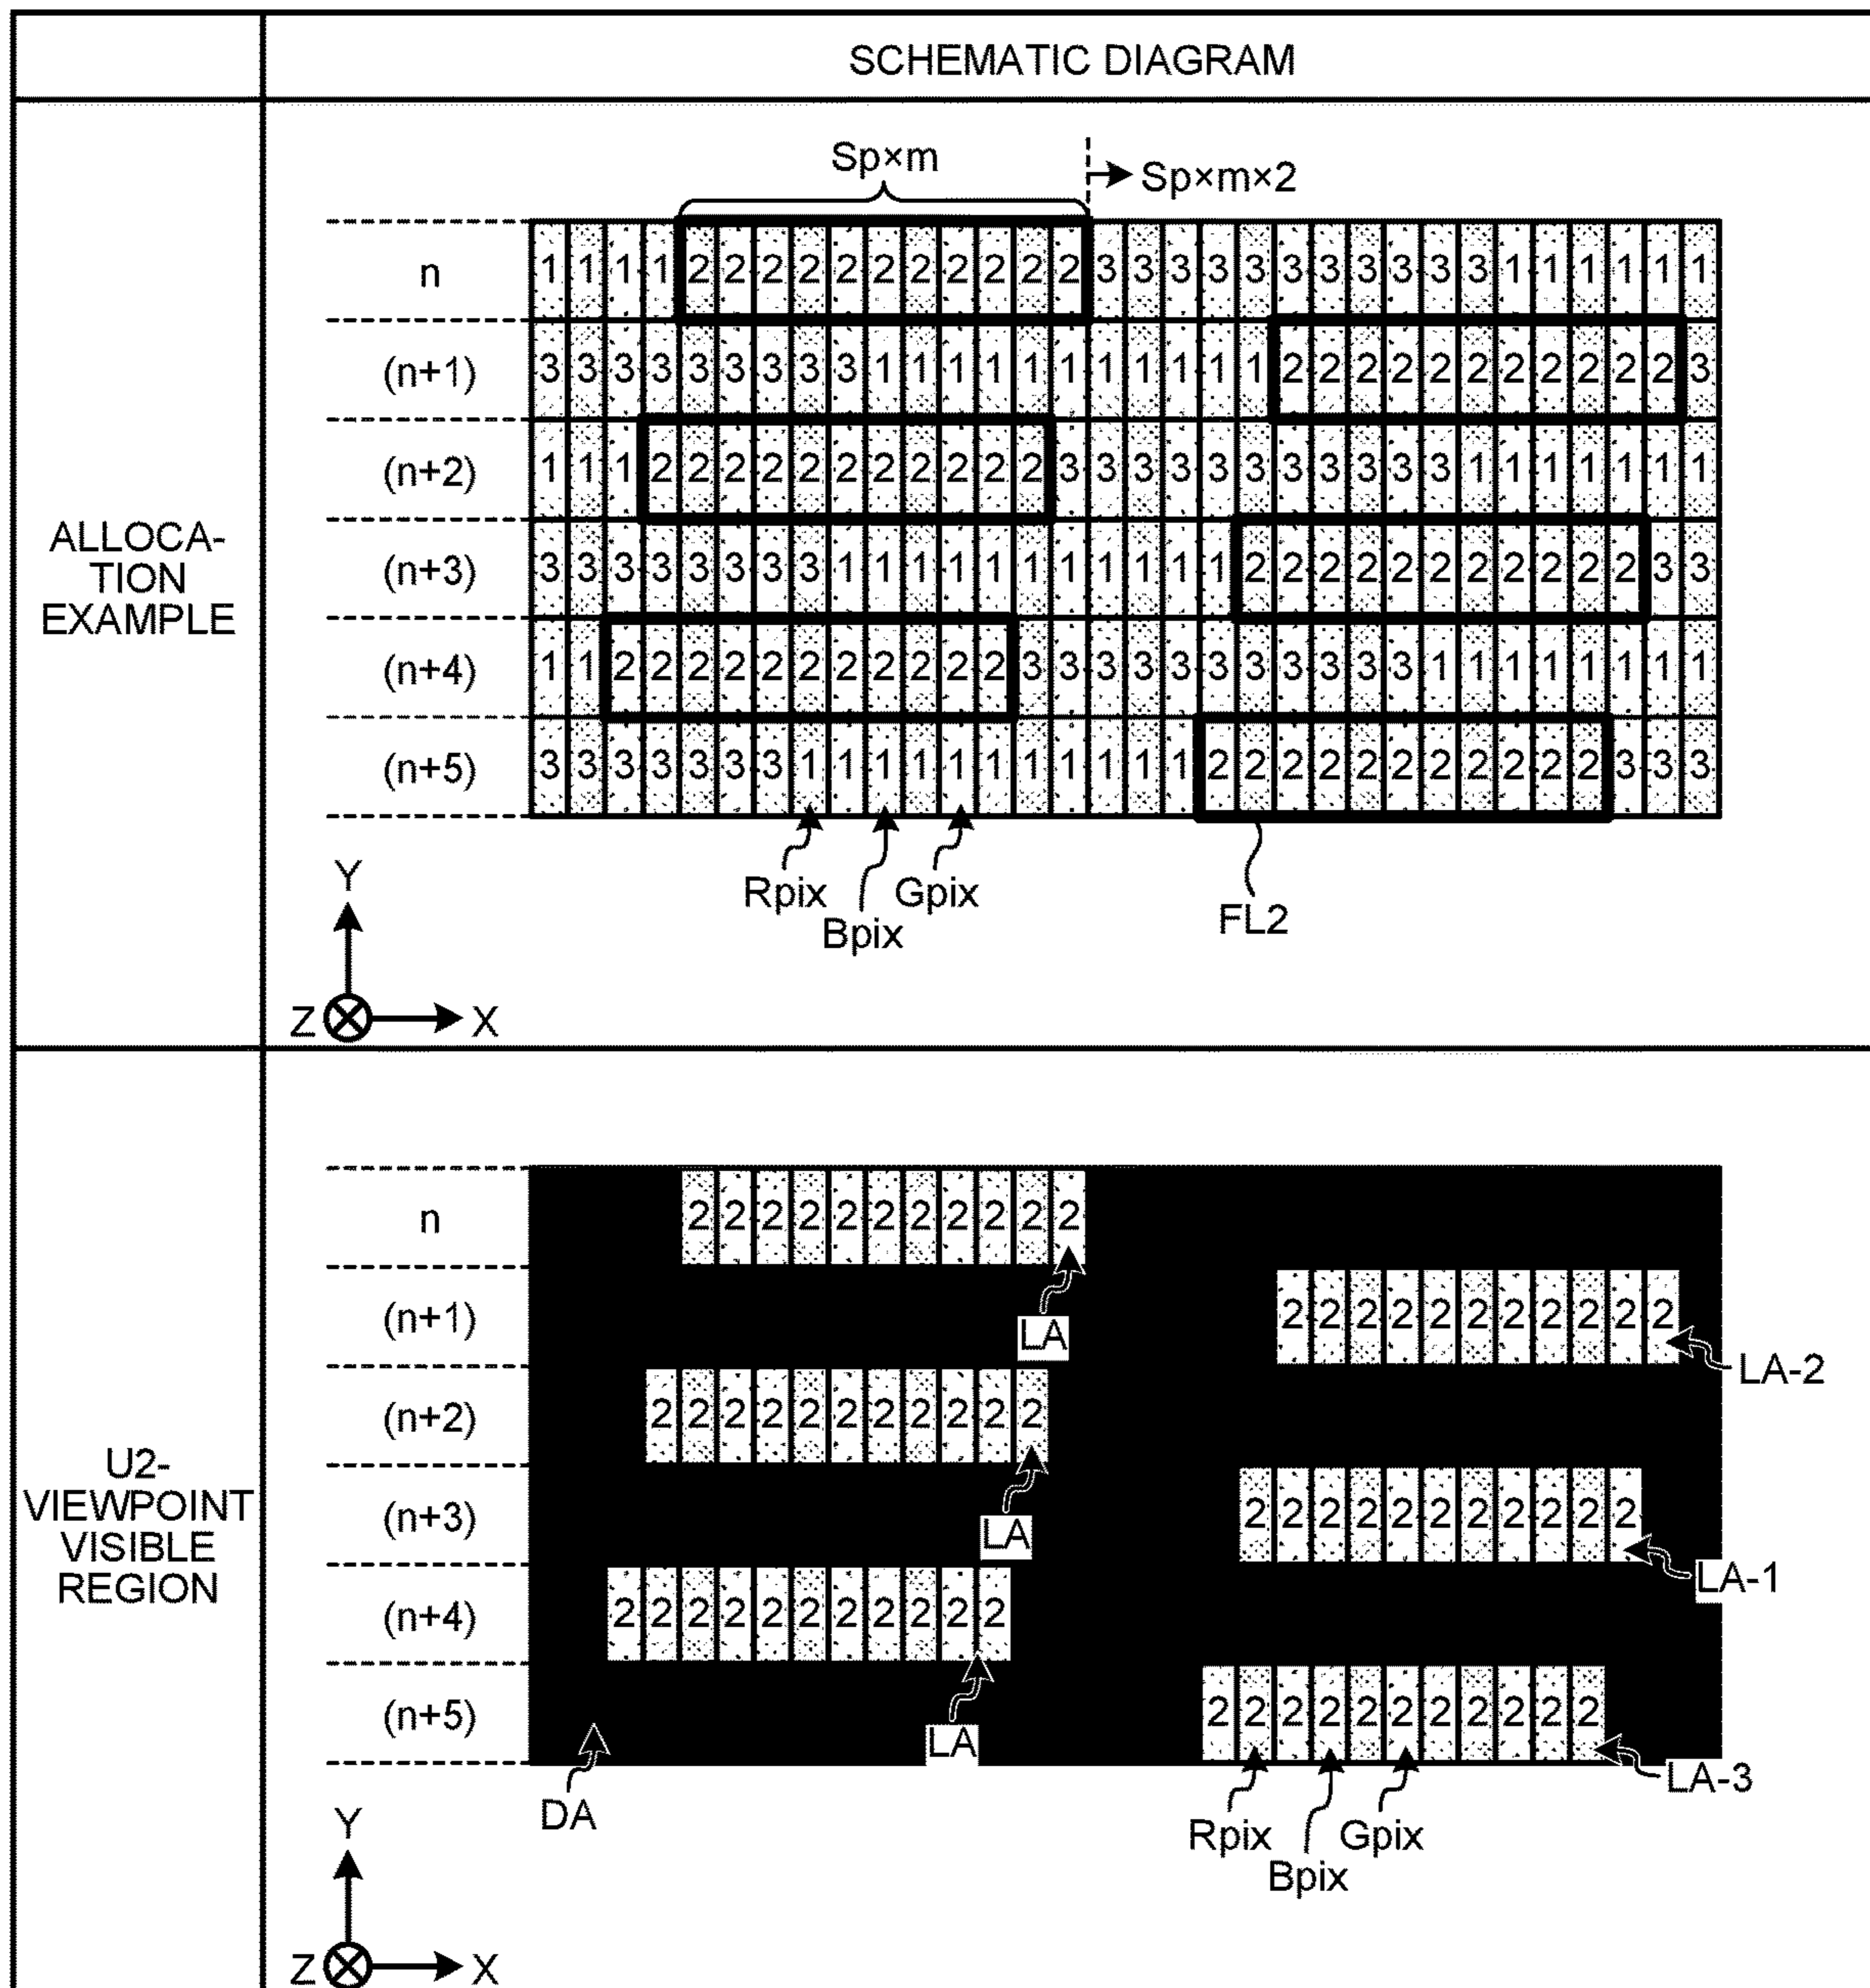 SCHEMATIC DIAGRAM
ALLOCA-
TION
EXAMPLE
Sp×m
Sp×m×2
n 1 1 1 1 2 2 2 2 2 2 2 2 2 2 2 3 3 3 3 3 3 3 3 3 3 3 1 1 1 1 1 1
(n+1) 3 3 3 3 3 3 3 3 3 1 1 1 1 1 1 1 1 1 1 1 2 2 2 2 2 2 2 2 2 2 2 3
(n+2) 1 1 1 2 2 2 2 2 2 2 2 2 2 2 3 3 3 3 3 3 3 3 3 3 3 1 1 1 1 1 1 1
(n+3) 3 3 3 3 3 3 3 3 1 1 1 1 1 1 1 1 1 1 1 2 2 2 2 2 2 2 2 2 2 2 3 3
(n+4) 1 1 2 2 2 2 2 2 2 2 2 2 2 3 3 3 3 3 3 3 3 3 3 3 1 1 1 1 1 1 1 1
(n+5) 3 3 3 3 3 3 3 1 1 1 1 1 1 1 1 1 1 1 2 2 2 2 2 2 2 2 2 2 2 3 3 3
Rpix
Bpix
Gpix
FL2
Y
Z
X
U2-
VIEWPOINT
VISIBLE
REGION
n 2 2 2 2 2 2 2 2 2 2 2
LA
(n+1) 2 2 2 2 2 2 2 2 2 2 2
LA-2
(n+2) 2 2 2 2 2 2 2 2 2 2 2
LA
(n+3) 2 2 2 2 2 2 2 2 2 2 2
LA-1
(n+4) 2 2 2 2 2 2 2 2 2 2 2
LA
(n+5) 2 2 2 2 2 2 2 2 2 2 2
LA-3
DA
Rpix
Bpix
Gpix
Y
Z
X